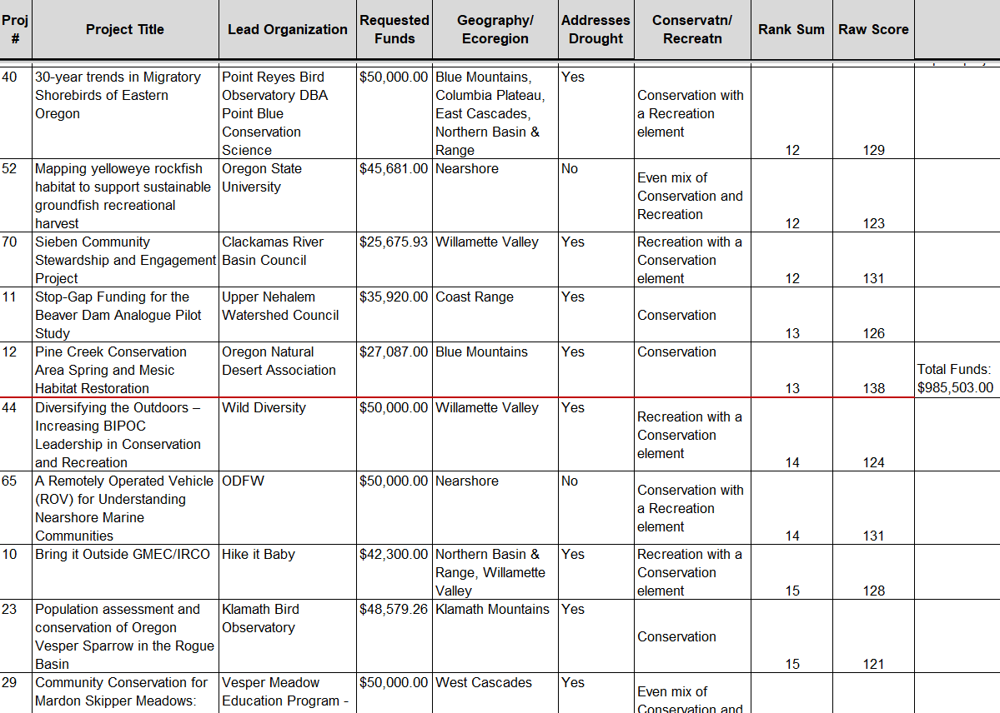 Proj # Project Title Lead Organization Requested Funds Geography/ Ecoregion Addresses Drought Conservatn/ Recreatn Rank Sum Raw Score
40 30-year trends in Migratory Point Reyes Bird $50,000.00 Blue Mountains, Yes
Shorebirds of Eastern Observatory DBA Columbia Plateau, Conservation with
Oregon Point Blue East Cascades, a Recreation
Conservation Northern Basin & element
Science Range 12 129
52 Mapping yelloweye rockfish Oregon State $45,681.00 Nearshore No
habitat to support sustainable University Even mix of
groundfish recreational Conservation and
harvest Recreation 12 123
70 Sieben Community Clackamas River $25,675.93 Willamette Valley Yes Recreation with a
Stewardship and Engagement Basin Council Conservation
Project element 12 131
11 Stop-Gap Funding for the Upper Nehalem $35,920.00 Coast Range Yes
Beaver Dam Analogue Pilot Watershed Council Conservation
Study 13 126
12 Pine Creek Conservation Oregon Natural $27,087.00 Blue Mountains Yes Conservation
Area Spring and Mesic Desert Association Total Funds:
Habitat Restoration 13 138 $985,503.00
44 Diversifying the Outdoors – Wild Diversity $50,000.00 Willamette Valley Yes
Increasing BIPOC Recreation with a
Leadership in Conservation Conservation
and Recreation element 14 124
65 A Remotely Operated Vehicle ODFW $50,000.00 Nearshore No
(ROV) for Understanding Conservation with
Nearshore Marine a Recreation
Communities element 14 131
10 Bring it Outside GMEC/IRCO Hike it Baby $42,300.00 Northern Basin & Yes Recreation with a
Range, Willamette Conservation
Valley element 15 128
23 Population assessment and Klamath Bird $48,579.26 Klamath Mountains Yes
conservation of Oregon Observatory
Vesper Sparrow in the Rogue Conservation
Basin 15 121
29 Community Conservation for Vesper Meadow $50,000.00 West Cascades Yes
Mardon Skipper Meadows: Education Program - Even mix of
Conservation and